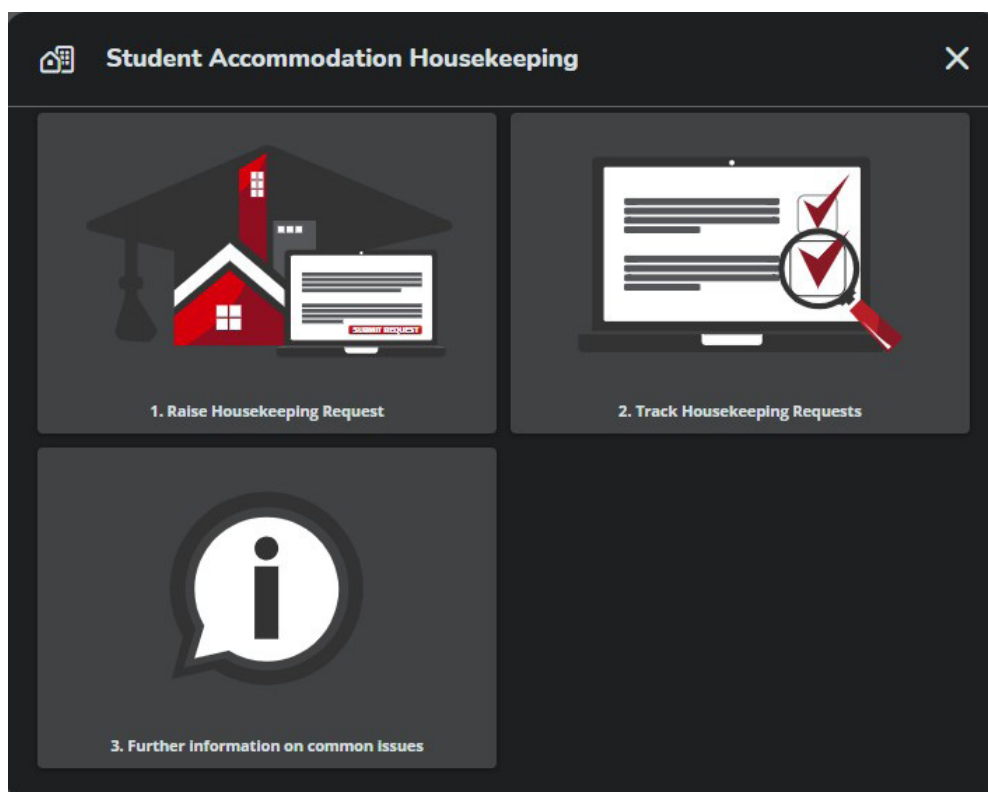 Student Accommodation Housekeeping
SUBMIT REQUEST
1. Raise Housekeeping Request
2. Track Housekeeping Requests
3. Further information on common issues